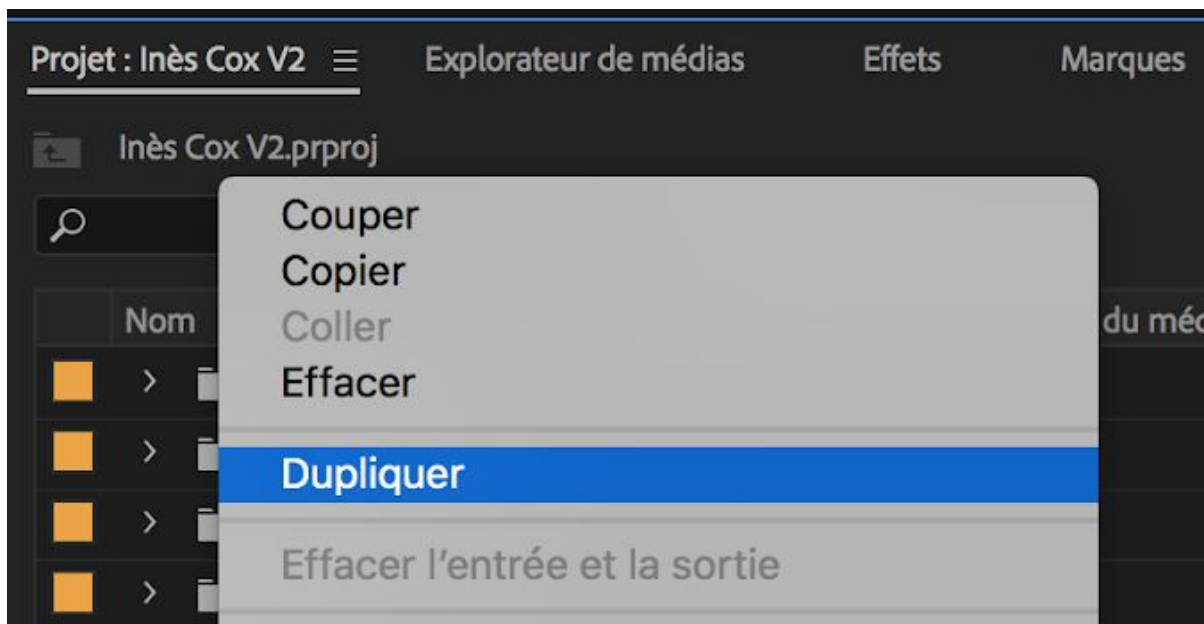 Projet : Inès Cox V2 Explorateur de médias Effets Marques
Inès Cox V2.prproj
Couper
Copier
Nom Coller du méd
Effacer
Dupliquer
Effacer l’entrée et la sortie